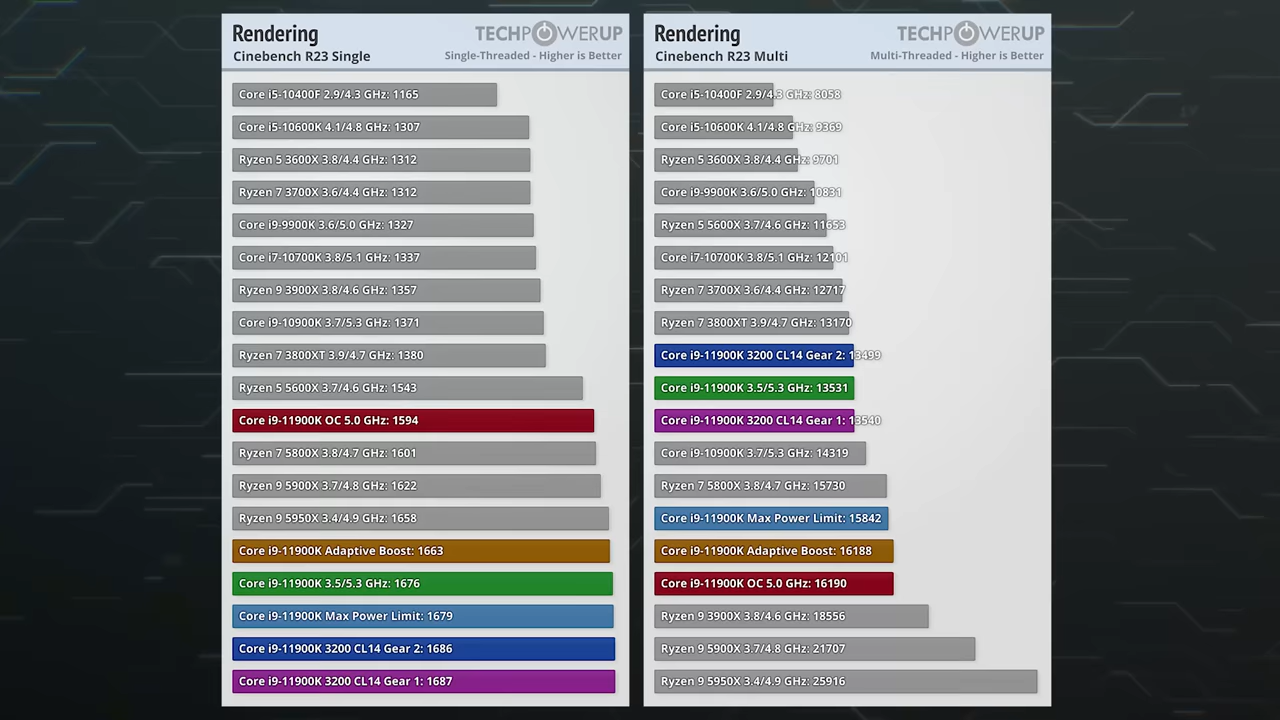 Rendering
TECHPOWERUP
Cinebench R23 Single
Single-Threaded - Higher is Better
Core i5-10400F 2.9/4.3 GHz: 1165
Core i5-10600K 4.1/4.8 GHz: 1307
Ryzen 5 3600X 3.8/4.4 GHz: 1312
Ryzen 7 3700X 3.6/4.4 GHz: 1312
Core i9-9900K 3.6/5.0 GHz: 1327
Core i7-10700K 3.8/5.1 GHz: 1337
Ryzen 9 3900X 3.8/4.6 GHz: 1357
Core i9-10900K 3.7/5.3 GHz: 1371
Ryzen 7 3800XT 3.9/4.7 GHz: 1380
Ryzen 5 5600X 3.7/4.6 GHz: 1543
Core i9-11900K OC 5.0 GHz: 1594
Ryzen 7 5800X 3.8/4.7 GHz: 1601
Ryzen 9 5900X 3.7/4.8 GHz: 1622
Ryzen 9 5950X 3.4/4.9 GHz: 1658
Core i9-11900K Adaptive Boost: 1663
Core i9-11900K 3.5/5.3 GHz: 1676
Core i9-11900K Max Power Limit: 1679
Core i9-11900K 3200 CL14 Gear 2: 1686
Core i9-11900K 3200 CL14 Gear 1: 1687
Rendering
TECHPOWERUP
Cinebench R23 Multi
Multi-Threaded - Higher is Better
Core i5-10400F 2.9/4.3 GHz: 8058
Core i5-10600K 4.1/4.8 GHz: 9369
Ryzen 5 3600X 3.8/4.4 GHz: 9701
Core i9-9900K 3.6/5.0 GHz: 10831
Ryzen 5 5600X 3.7/4.6 GHz: 11653
Core i7-10700K 3.8/5.1 GHz: 12101
Ryzen 7 3700X 3.6/4.4 GHz: 12717
Ryzen 7 3800XT 3.9/4.7 GHz: 13170
Core i9-11900K 3200 CL14 Gear 2: 13499
Core i9-11900K 3.5/5.3 GHz: 13531
Core i9-11900K 3200 CL14 Gear 1: 13540
Core i9-10900K 3.7/5.3 GHz: 14319
Ryzen 7 5800X 3.8/4.7 GHz: 15730
Core i9-11900K Max Power Limit: 15842
Core i9-11900K Adaptive Boost: 16188
Core i9-11900K OC 5.0 GHz: 16190
Ryzen 9 3900X 3.8/4.6 GHz: 18556
Ryzen 9 5900X 3.7/4.8 GHz: 21707
Ryzen 9 5950X 3.4/4.9 GHz: 25916